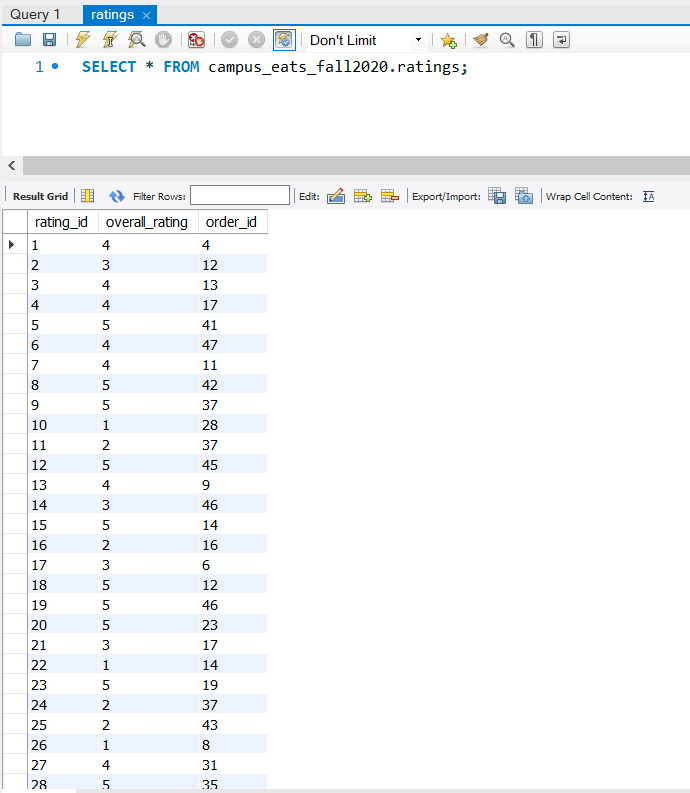 Query 1 ratings
Don't Limit
1 SELECT * FROM campus_eats_fall2020.ratings;
Result Grid Filter Rows: Edit: Export/Import: Wrap Cell Content:
rating_id overall_rating order_id
1 4 4
2 3 12
3 4 13
4 4 17
5 5 41
6 4 47
7 4 11
8 5 42
9 5 37
10 1 28
11 2 37
12 5 45
13 4 9
14 3 46
15 5 14
16 2 16
17 3 6
18 5 12
19 5 46
20 5 23
21 3 17
22 1 14
23 5 19
24 2 37
25 2 43
26 1 8
27 4 31
28 5 35